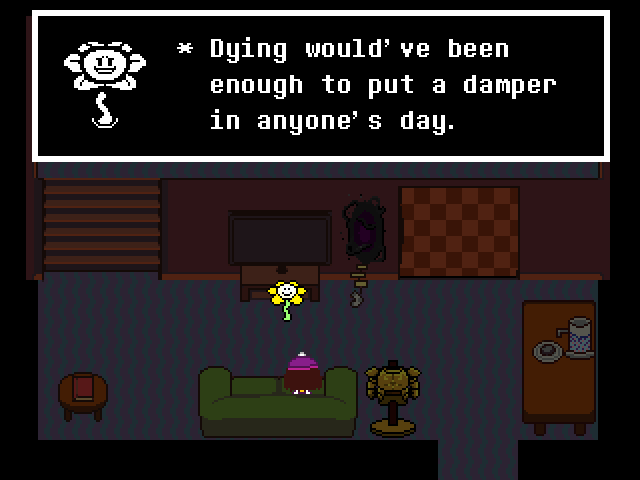 * Dying would've been
enough to put a damper
in anyone's day.